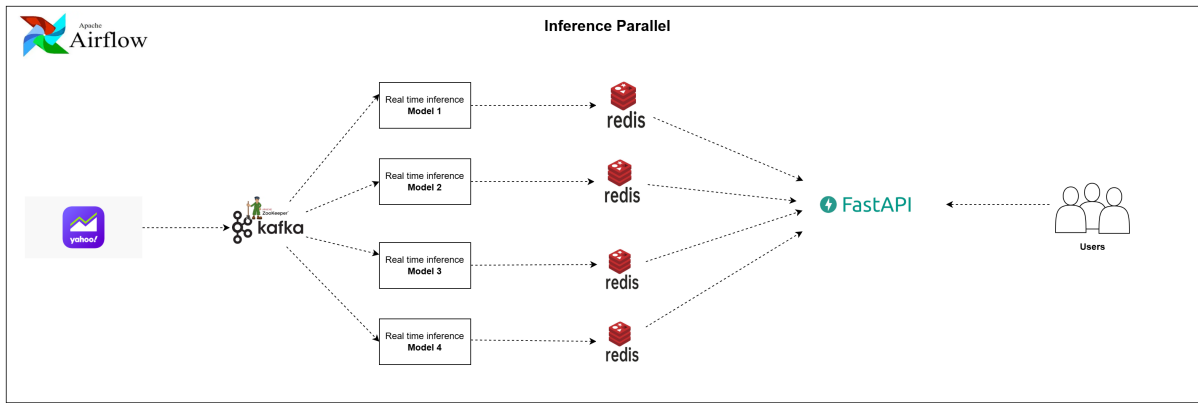 Apache
Airflow
Inference Parallel
Real time inference
Model 1
redis
Real time inference
Model 2
redis
yahoo!
ZooKeeper
kafka
FastAPI
Users
Real time inference
Model 3
redis
Real time inference
Model 4
redis